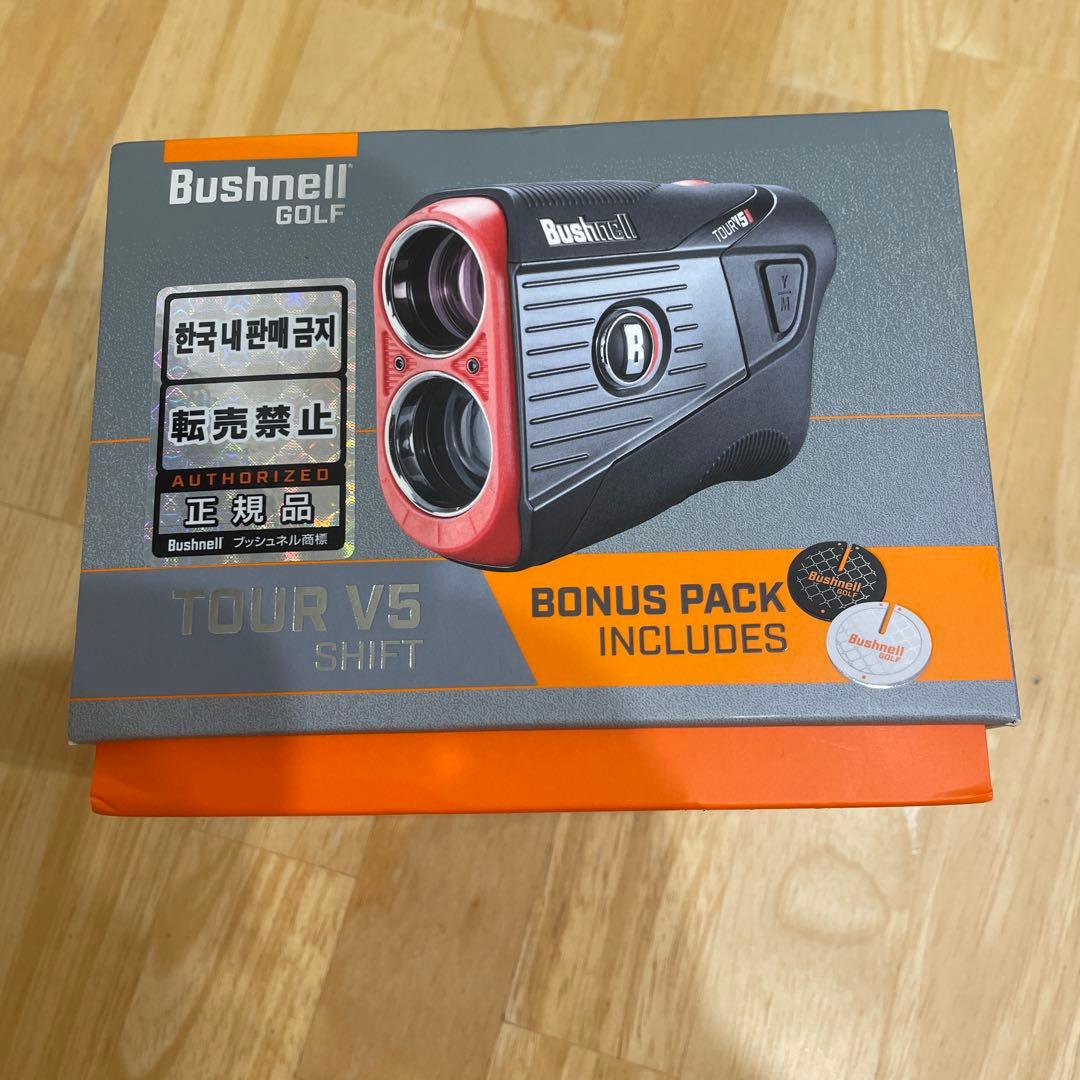 Bushnell
GOLF
한국 내 판매 금지
転売禁止
AUTHORIZED
正規品
Bushnell ブッシュネル商標
Bushnell
TOUR V5
Y
M
B
TOUR V5
SHIFT
BONUS PACK
INCLUDES
Bushnell
GOLF
Bushnell
GOLF